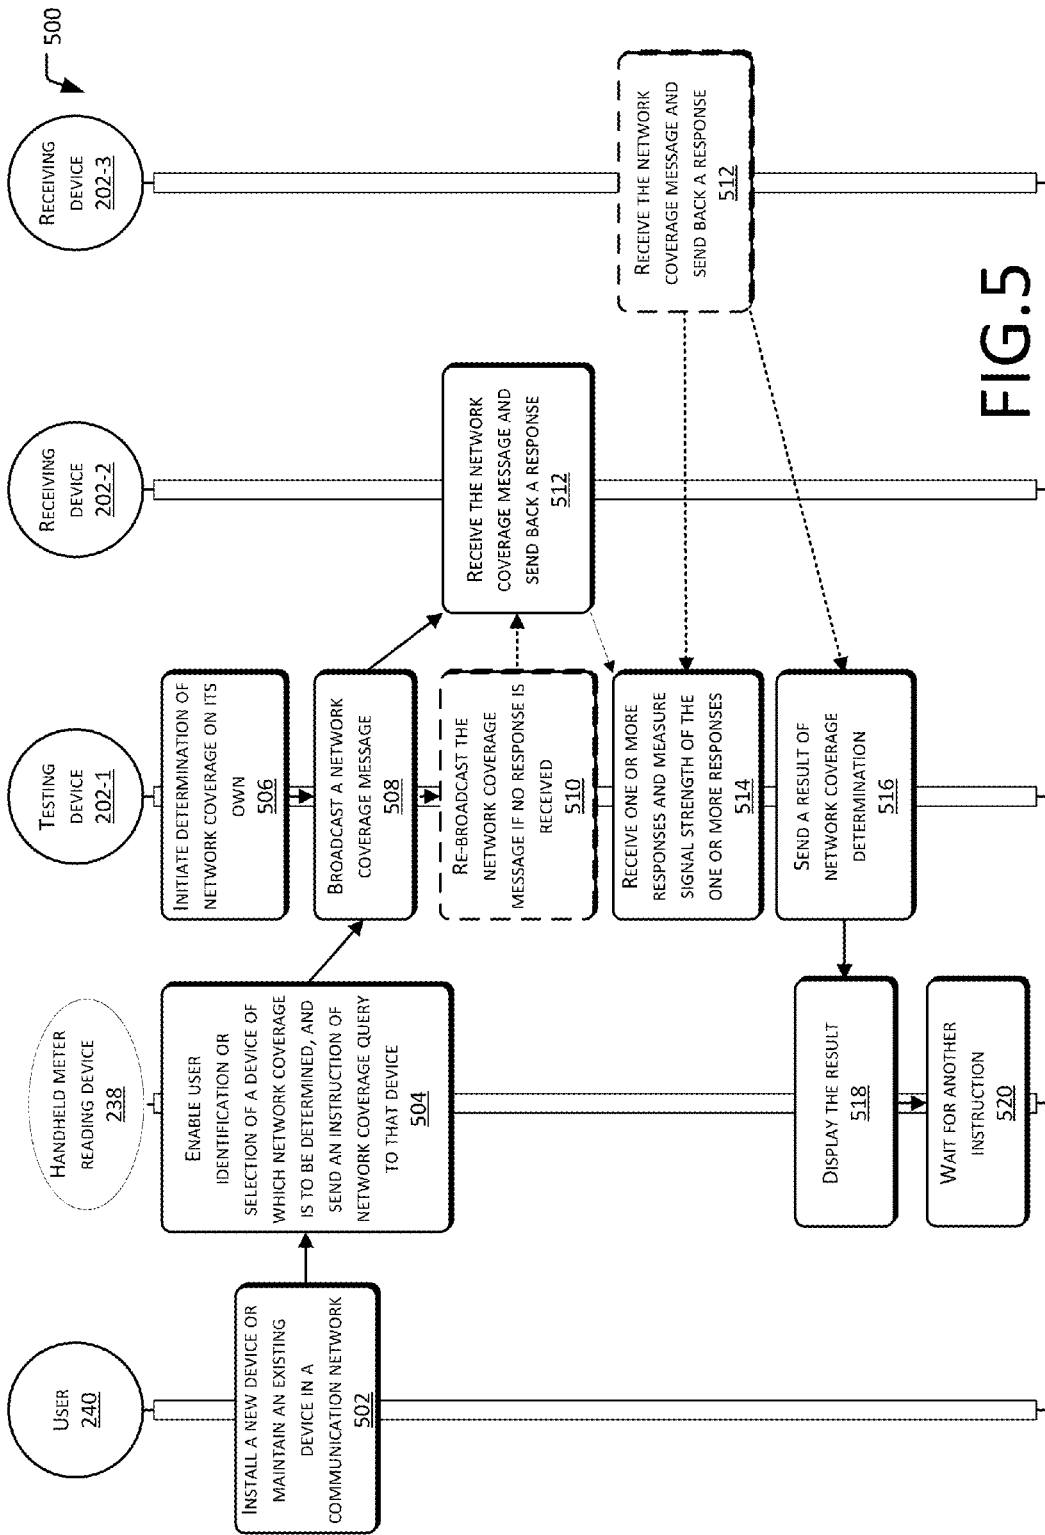 500
USER
240
HANDHELD METER
READING DEVICE
238
TESTING
DEVICE
202-1
RECEIVING
DEVICE
202-2
RECEIVING
DEVICE
202-3
INSTALL A NEW DEVICE OR
MAINTAIN AN EXISTING
DEVICE IN A
COMMUNICATION NETWORK
502
ENABLE USER
IDENTIFICATION OR
SELECTION OF A DEVICE OF
WHICH NETWORK COVERAGE
IS TO BE DETERMINED, AND
SEND AN INSTRUCTION OF
NETWORK COVERAGE QUERY
TO THAT DEVICE
504
INITIATE DETERMINATION OF
NETWORK COVERAGE ON ITS
OWN
506
BROADCAST A NETWORK
COVERAGE MESSAGE
508
RE-BROADCAST THE
NETWORK COVERAGE
MESSAGE IF NO RESPONSE IS
RECEIVED
510
RECEIVE THE NETWORK
COVERAGE MESSAGE AND
SEND BACK A RESPONSE
512
RECEIVE THE NETWORK
COVERAGE MESSAGE AND
SEND BACK A RESPONSE
512
RECEIVE ONE OR MORE
RESPONSES AND MEASURE
SIGNAL STRENGTH OF THE
ONE OR MORE RESPONSES
514
SEND A RESULT OF
NETWORK COVERAGE
DETERMINATION
516
DISPLAY THE RESULT
518
WAIT FOR ANOTHER
INSTRUCTION
520
FIG.5